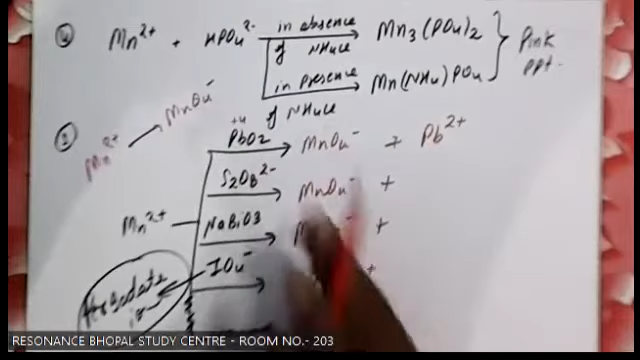 ④ Mn²⁺ + HPO₄²⁻ in absence of NH₄Cl → Mn₃(PO₄)₂
in presence of NH₄Cl → Mn(NH₄)PO₄
Pink ppt.
Mn²⁺ → MnO₄⁻
Mn²⁺
PbO₂ +4 → MnO₄⁻ + Pb²⁺
S₂O₈²⁻ → MnO₄⁻ +
NaBiO₃ → +
IO₄⁻ → +
RESONANCE BHOPAL STUDY CENTRE - ROOM NO.- 203